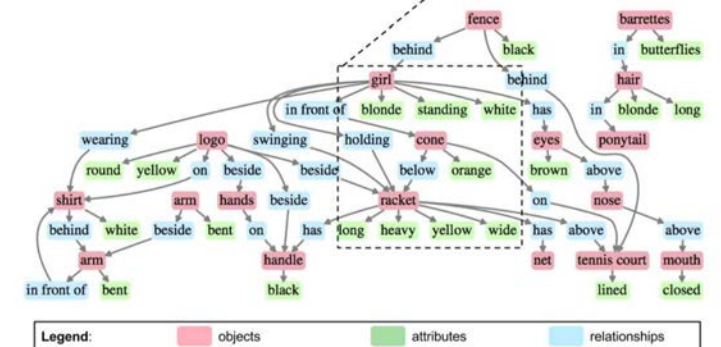 fence barrettes
behind black in butterflies
girl behind hair
in front of blonde standing white has in blonde long
wearing logo swinging holding cone eyes ponytail
round yellow on beside beside below orange brown above
shirt arm hands beside racket on nose
behind white beside bent on has long heavy yellow wide has above above
arm handle net tennis court mouth
in front of bent black lined closed
Legend: objects attributes relationships